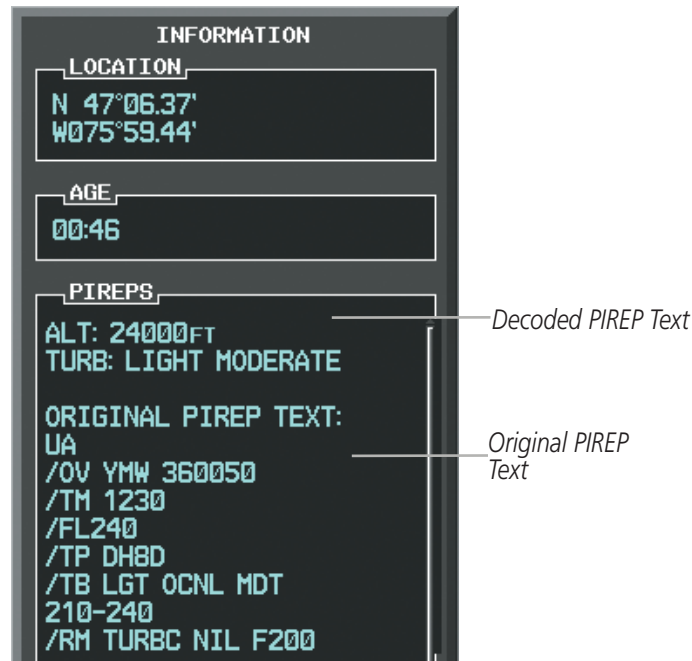 INFORMATION
LOCATION
N 47°06.37'
W075°59.44'
AGE
00:46
PIREPS
ALT: 24000FT
TURB: LIGHT MODERATE
ORIGINAL PIREP TEXT:
UA
/OV YMW 360050
/TM 1230
/FL240
/TP DH8D
/TB LGT OCNL MDT
210-240
/RM TURBC NIL F200
Decoded PIREP Text
Original PIREP
Text